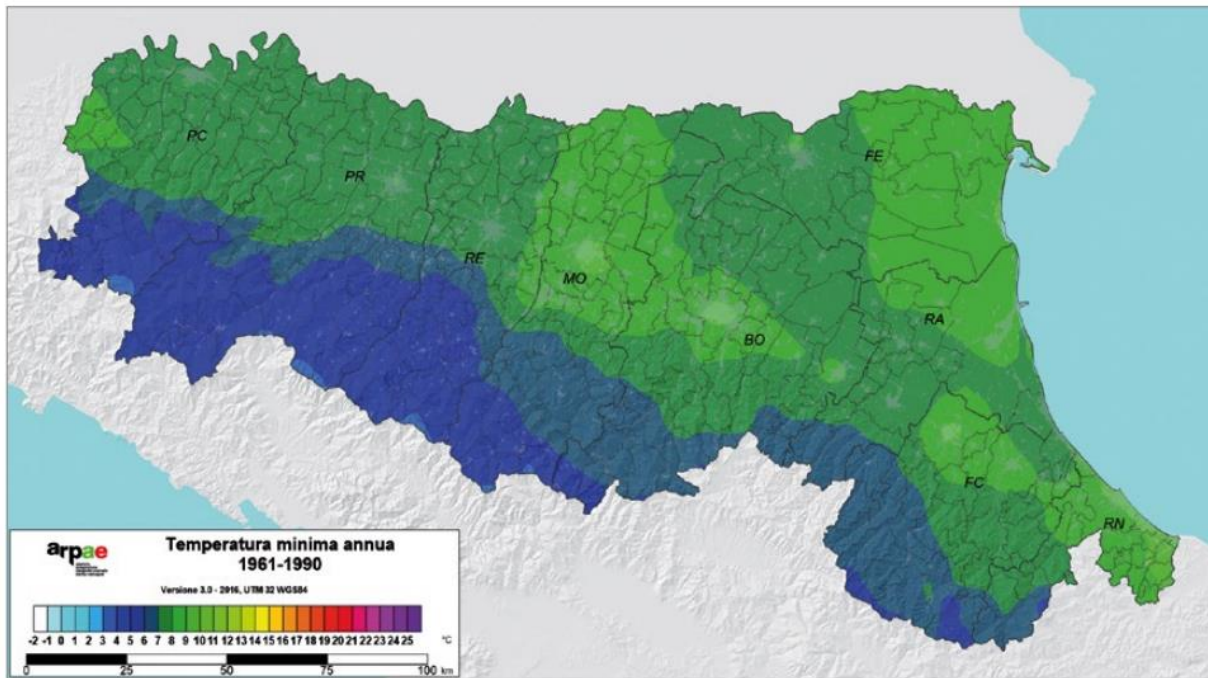 PC
PR
RE
MO
BO
FE
RA
FC
RN
arpae
Temperatura minima annua
1961-1990
Versione 3.0 - 2016, UTM 32 WGS84
-2 -1 0 1 2 3 4 5 6 7 8 9 10 11 12 13 14 15 16 17 18 19 20 21 22 23 24 25 °C
0 25 50 75 100 km